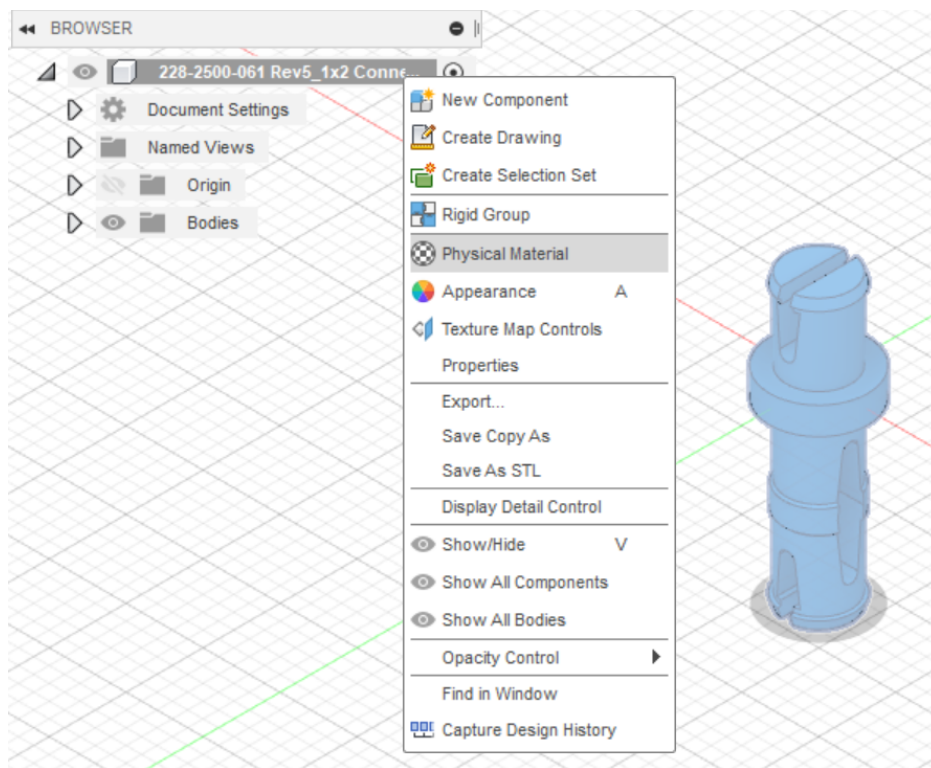 BROWSER
228-2500-061 Rev5_1x2 Conne...
Document Settings
Named Views
Origin
Bodies
New Component
Create Drawing
Create Selection Set
Rigid Group
Physical Material
Appearance A
Texture Map Controls
Properties
Export...
Save Copy As
Save As STL
Display Detail Control
Show/Hide V
Show All Components
Show All Bodies
Opacity Control
Find in Window
Capture Design History